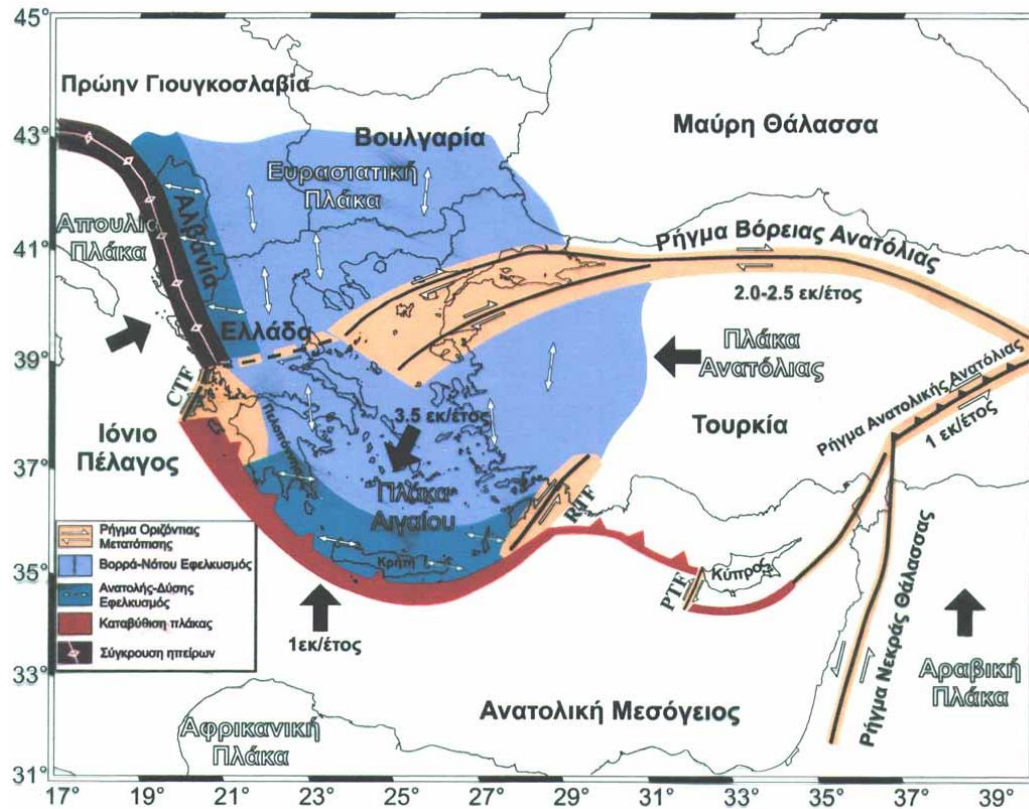 45°
43°
41°
39°
37°
35°
33°
31°
17°
19°
21°
23°
25°
27°
29°
31°
33°
35°
37°
39°
Πρώην Γιουγκοσλαβία
Βουλγαρία
Μαύρη Θάλασσα
Ευρασιατική
Πλάκα
Απουλία
Πλάκα
Αλβανία
Ρήγμα Βόρειας Ανατόλιας
2.0-2.5 εκ/έτος
Ελλάδα
Πλάκα
Ανατόλιας
CTF
Ιόνιο
Πέλαγος
Πελοπόννησος
3.5 εκ/έτος
Τουρκία
Ρήγμα Ανατολικής Ανατόλιας
1 εκ/έτος
Πλάκα
Αιγαίου
RTF
Κρήτη
PTF
Κύπρος
1εκ/έτος
Ρήγμα Νεκράς Θάλασσας
Αραβική
Πλάκα
Ανατολική Μεσόγειος
Αφρικανική
Πλάκα
Ρήγμα Οριζόντιας
Μετατόπισης
Βορρά-Νότου Εφελκυσμός
Ανατολής-Δύσης
Εφελκυσμός
Καταβύθιση πλάκας
Σύγκρουση ηπείρων